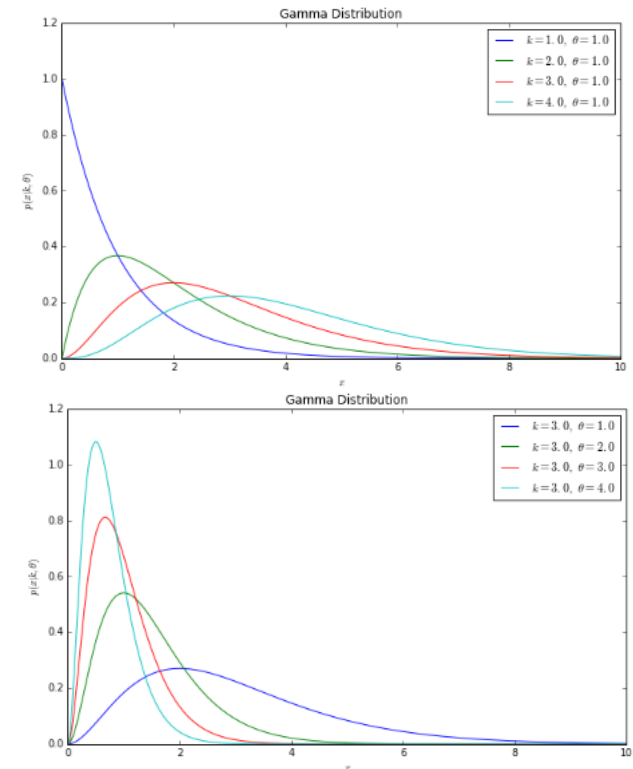 Gamma Distribution
1.2
k=1.0, θ=1.0
k=2.0, θ=1.0
k=3.0, θ=1.0
k=4.0, θ=1.0
1.0
0.8
p(x|k,θ)
0.6
0.4
0.2
0.0
0 2 4 6 8 10
x
Gamma Distribution
1.2
k=3.0, θ=1.0
k=3.0, θ=2.0
k=3.0, θ=3.0
k=3.0, θ=4.0
1.0
0.8
p(x|k,θ)
0.6
0.4
0.2
0.0
0 2 4 6 8 10